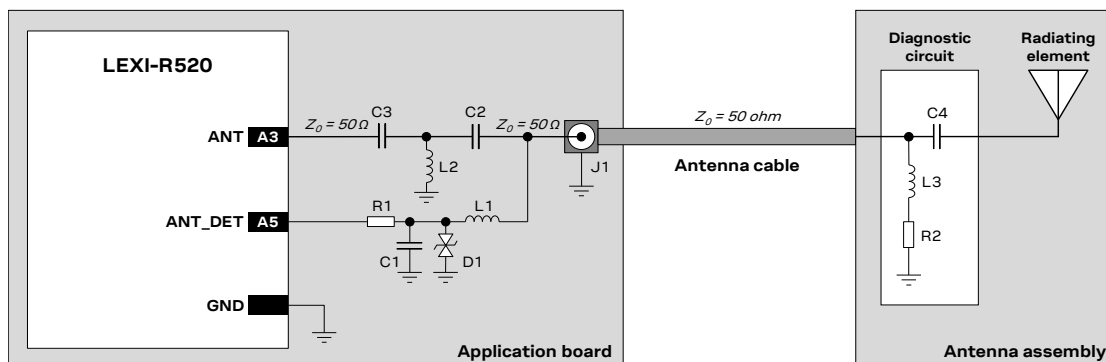 LEXI-R520
ANT A3
ANT_DET A5
GND
Z0 = 50 Ω
C3
C2
Z0 = 50 Ω
L2
R1
L1
C1
D1
J1
Application board
Z0 = 50 ohm
Antenna cable
Diagnostic
circuit
Radiating
element
C4
L3
R2
Antenna assembly